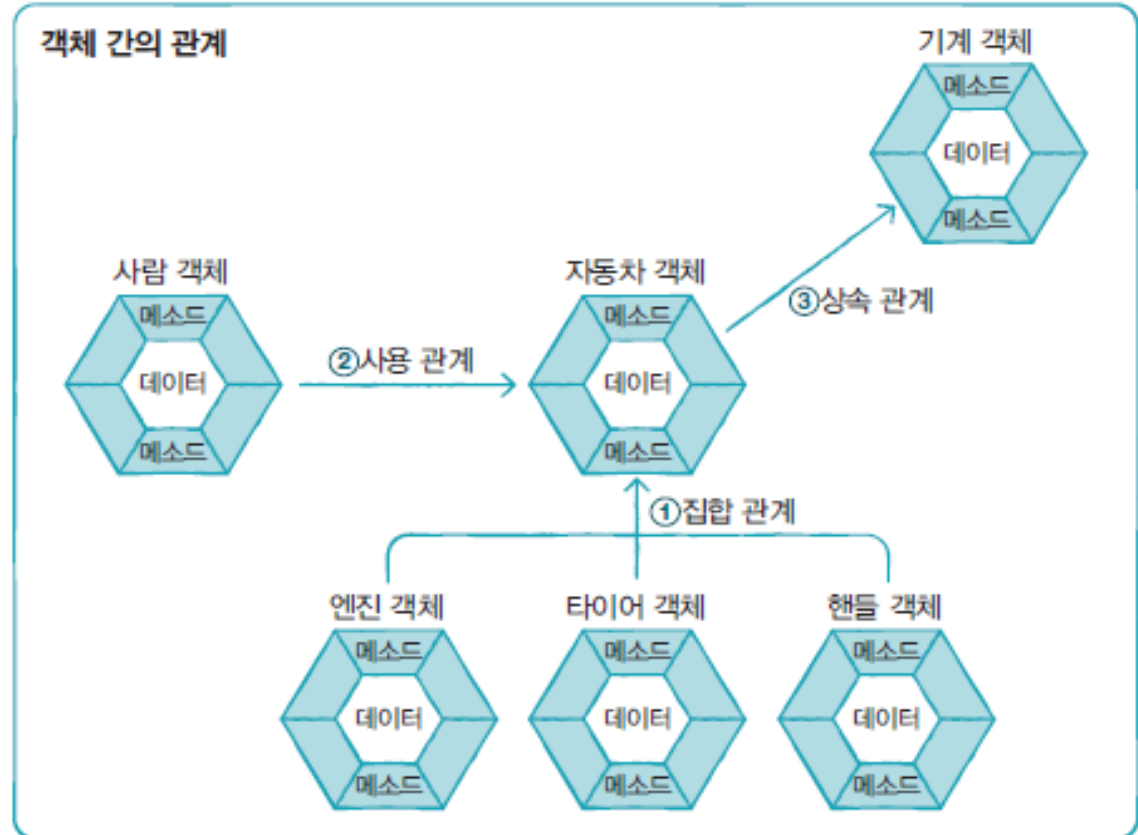 객체 간의 관계
기계 객체
메소드
데이터
메소드
사람 객체
메소드
데이터
메소드
②사용 관계
자동차 객체
메소드
데이터
메소드
③상속 관계
①집합 관계
엔진 객체
메소드
데이터
메소드
타이어 객체
메소드
데이터
메소드
핸들 객체
메소드
데이터
메소드